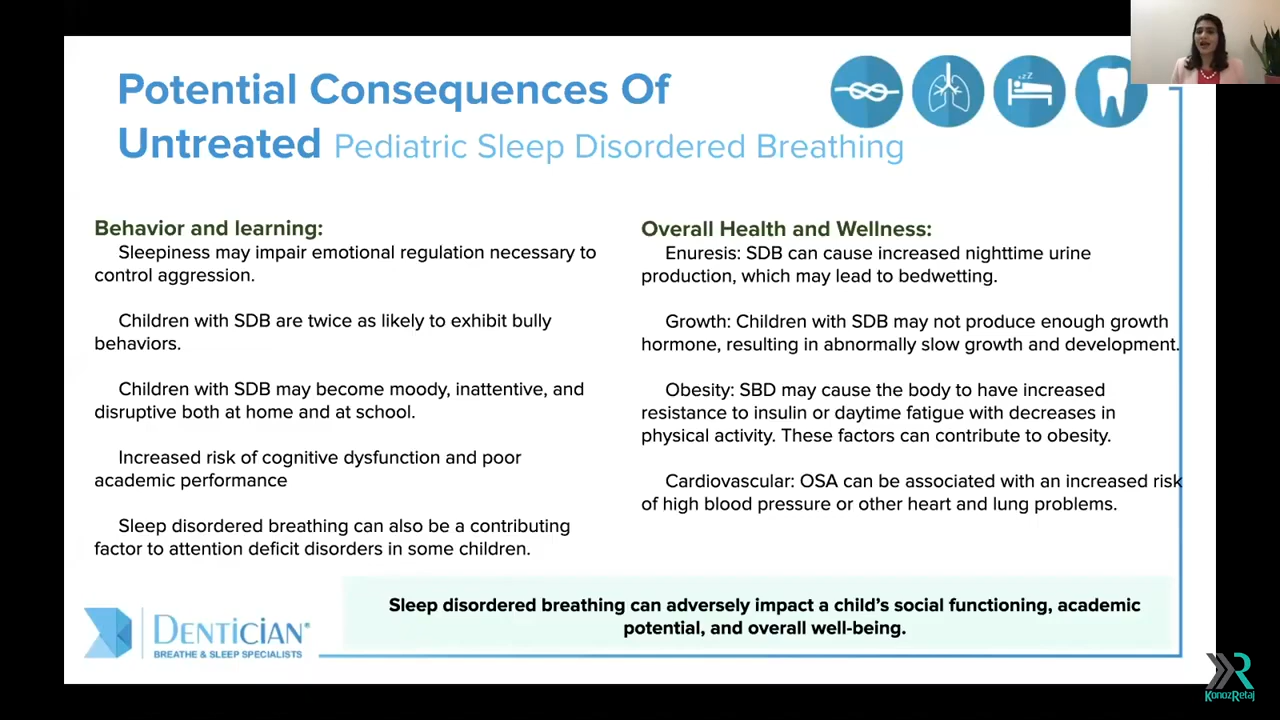 Potential Consequences Of
Untreated Pediatric Sleep Disordered Breathing
zZ
Behavior and learning:
Sleepiness may impair emotional regulation necessary to
control aggression.
Children with SDB are twice as likely to exhibit bully
behaviors.
Children with SDB may become moody, inattentive, and
disruptive both at home and at school.
Increased risk of cognitive dysfunction and poor
academic performance
Sleep disordered breathing can also be a contributing
factor to attention deficit disorders in some children.
Overall Health and Wellness:
Enuresis: SDB can cause increased nighttime urine
production, which may lead to bedwetting.
Growth: Children with SDB may not produce enough growth
hormone, resulting in abnormally slow growth and development.
Obesity: SBD may cause the body to have increased
resistance to insulin or daytime fatigue with decreases in
physical activity. These factors can contribute to obesity.
Cardiovascular: OSA can be associated with an increased risk
of high blood pressure or other heart and lung problems.
Sleep disordered breathing can adversely impact a child's social functioning, academic
potential, and overall well-being.
DENTICIAN®
BREATHE & SLEEP SPECIALISTS
KonozRetaj